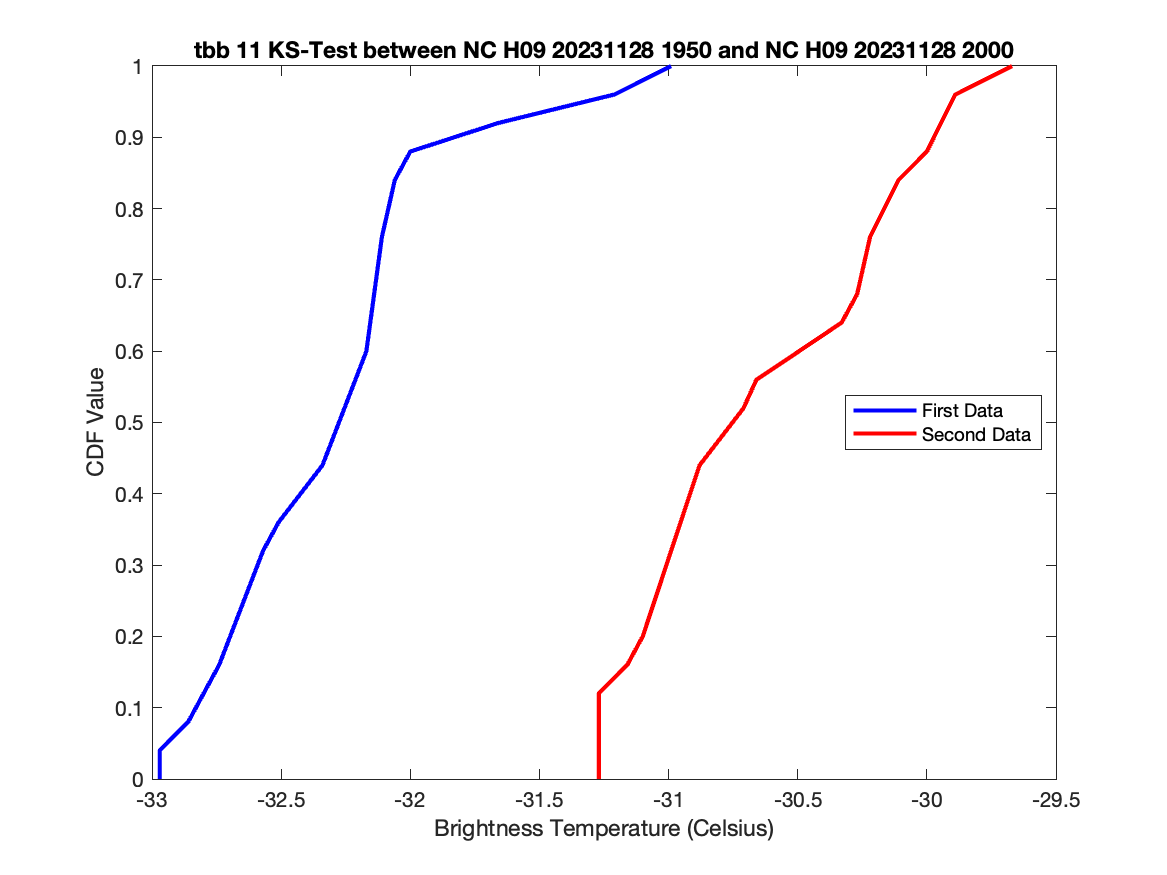 tbb 11 KS-Test between NC H09 20231128 1950 and NC H09 20231128 2000
1
0.9
0.8
0.7
0.6
0.5
0.4
0.3
0.2
0.1
0
CDF Value
First Data
Second Data
-33 -32.5 -32 -31.5 -31 -30.5 -30 -29.5
Brightness Temperature (Celsius)